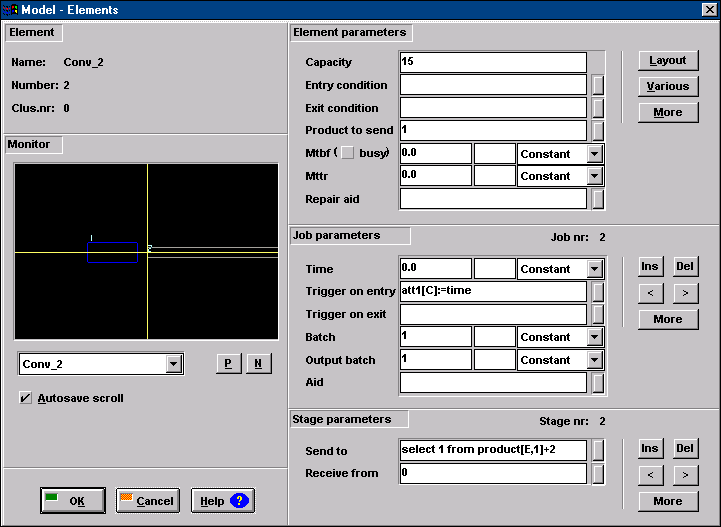 Model - Elements
Element
Name: Conv_2
Number: 2
Clus.nr: 0
Monitor
Conv_2
P N
Autosave scroll
OK Cancel Help ?
Element parameters
Capacity 15
Entry condition
Exit condition
Product to send 1
Mtbf ( busy) 0.0 Constant
Mttr 0.0 Constant
Repair aid
Layout
Various
More
Job parameters Job nr: 2
Time 0.0 Constant
Trigger on entry att1[C]:=time
Trigger on exit
Batch 1 Constant
Output batch 1 Constant
Aid
Ins Del
< >
More
Stage parameters Stage nr: 2
Send to select 1 from product[E,1]+2
Receive from 0
Ins Del
< >
More